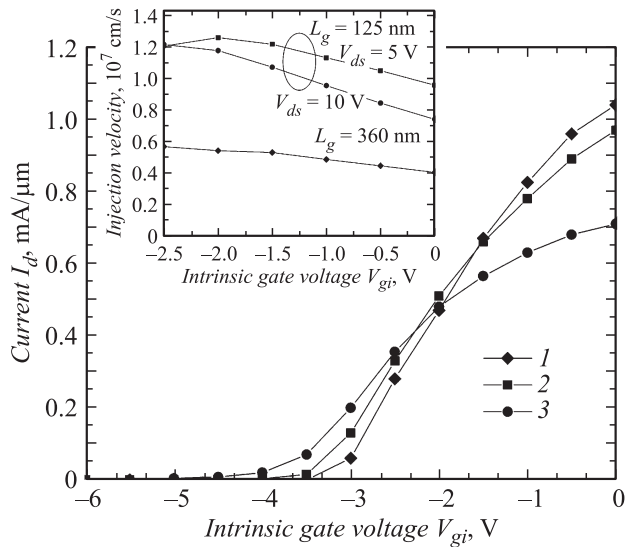 1.4
1.2
1.0
0.8
0.6
0.4
0.2
0
Injection velocity, 10^7 cm/s
L_g = 125 nm
V_ds = 5 V
V_ds = 10 V
L_g = 360 nm
−2.5 −2.0 −1.5 −1.0 −0.5 0
Intrinsic gate voltage V_gi, V
1.2
1.0
0.8
0.6
0.4
0.2
0
Current I_d, mA/μm
1
2
3
−6 −5 −4 −3 −2 −1 0
Intrinsic gate voltage V_gi, V